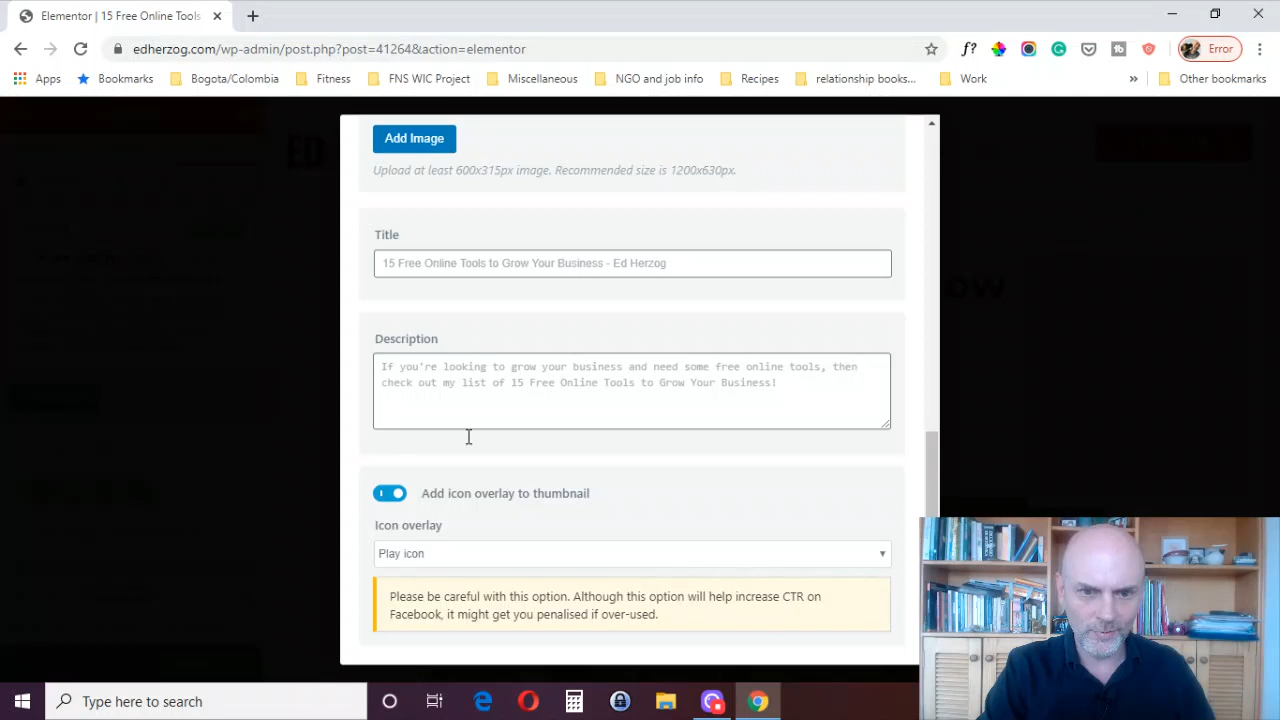 Elementor | 15 Free Online Tools
edherzog.com/wp-admin/post.php?post=41264&action=elementor
f?
tb
Error
Apps
Bookmarks
Bogota/Colombia
Fitness
FNS WIC Project
Miscellaneous
NGO and job info
Recipes
relationship books...
Work
»
Other bookmarks
ED
Add Image
Upload at least 600x315px image. Recommended size is 1200x630px.
Title
15 Free Online Tools to Grow Your Business - Ed Herzog
Description
If you're looking to grow your business and need some free online tools, then
check out my list of 15 Free Online Tools to Grow Your Business!
Add icon overlay to thumbnail
Icon overlay
Play icon
Please be careful with this option. Although this option will help increase CTR on
Facebook, it might get you penalised if over-used.
Type here to search